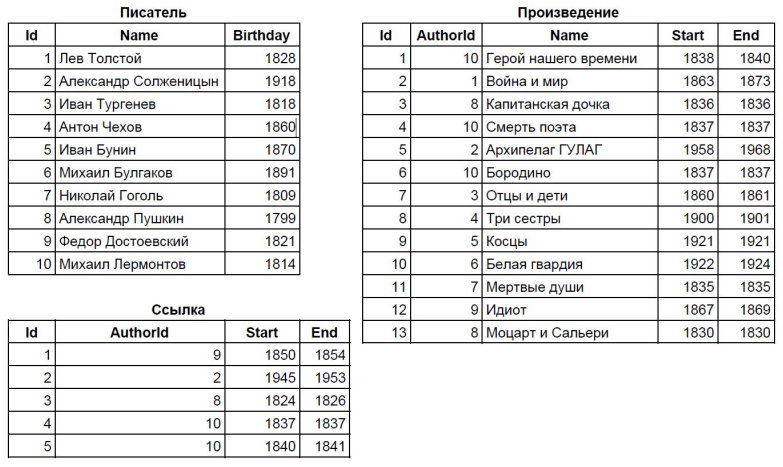 Писатель
Id Name Birthday
1 Лев Толстой 1828
2 Александр Солженицын 1918
3 Иван Тургенев 1818
4 Антон Чехов 1860
5 Иван Бунин 1870
6 Михаил Булгаков 1891
7 Николай Гоголь 1809
8 Александр Пушкин 1799
9 Федор Достоевский 1821
10 Михаил Лермонтов 1814
Ссылка
Id AuthorId Start End
1 9 1850 1854
2 2 1945 1953
3 8 1824 1826
4 10 1837 1837
5 10 1840 1841
Произведение
Id AuthorId Name Start End
1 10 Герой нашего времени 1838 1840
2 1 Война и мир 1863 1873
3 8 Капитанская дочка 1836 1836
4 10 Смерть поэта 1837 1837
5 2 Архипелаг ГУЛАГ 1958 1968
6 10 Бородино 1837 1837
7 3 Отцы и дети 1860 1861
8 4 Три сестры 1900 1901
9 5 Косцы 1921 1921
10 6 Белая гвардия 1922 1924
11 7 Мертвые души 1835 1835
12 9 Идиот 1867 1869
13 8 Моцарт и Сальери 1830 1830